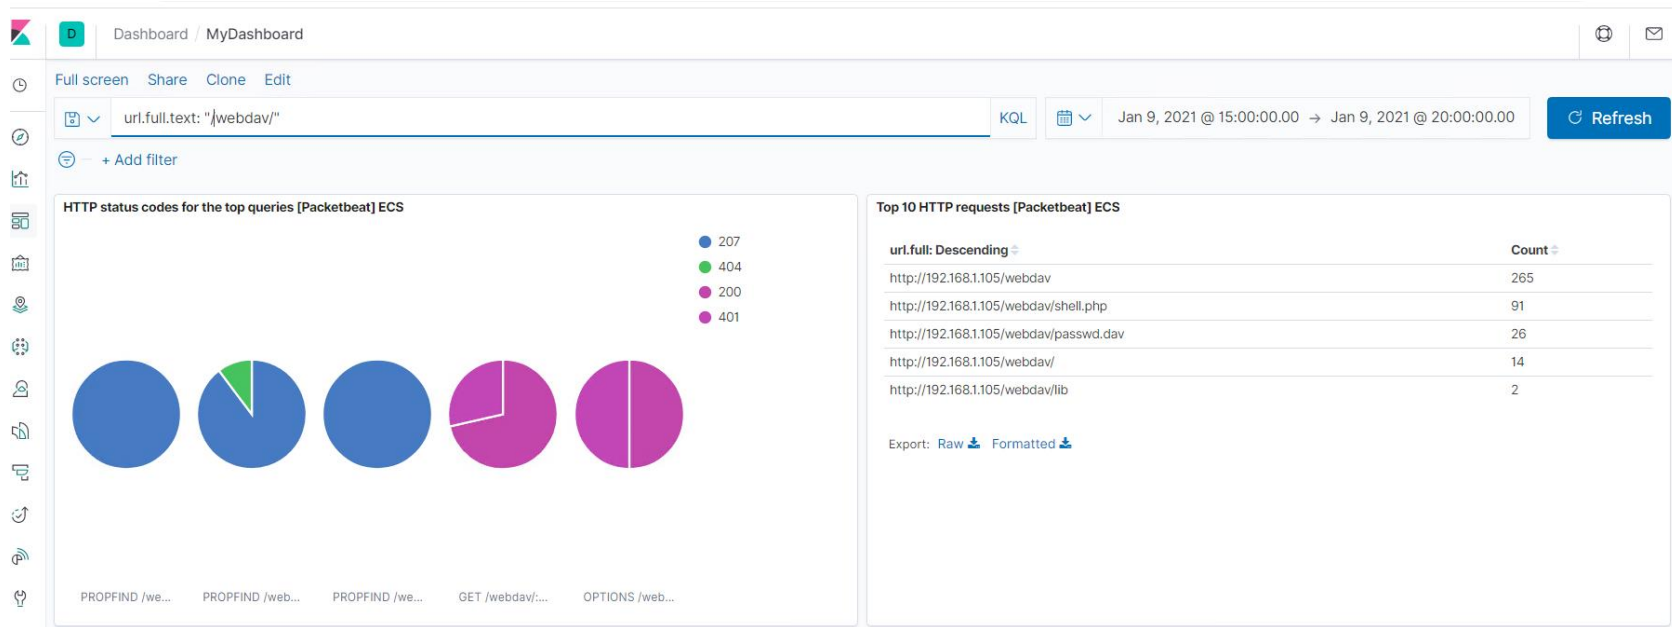 D Dashboard / MyDashboard
Full screen Share Clone Edit
url.full.text: "/webdav/" KQL Jan 9, 2021 @ 15:00:00.00 → Jan 9, 2021 @ 20:00:00.00 Refresh
+ Add filter
HTTP status codes for the top queries [Packetbeat] ECS
207
404
200
401
PROPFIND /we... PROPFIND /web... PROPFIND /we... GET /webdav/:... OPTIONS /web...
Top 10 HTTP requests [Packetbeat] ECS
url.full: Descending Count
http://192.168.1.105/webdav 265
http://192.168.1.105/webdav/shell.php 91
http://192.168.1.105/webdav/passwd.dav 26
http://192.168.1.105/webdav/ 14
http://192.168.1.105/webdav/lib 2
Export: Raw Formatted